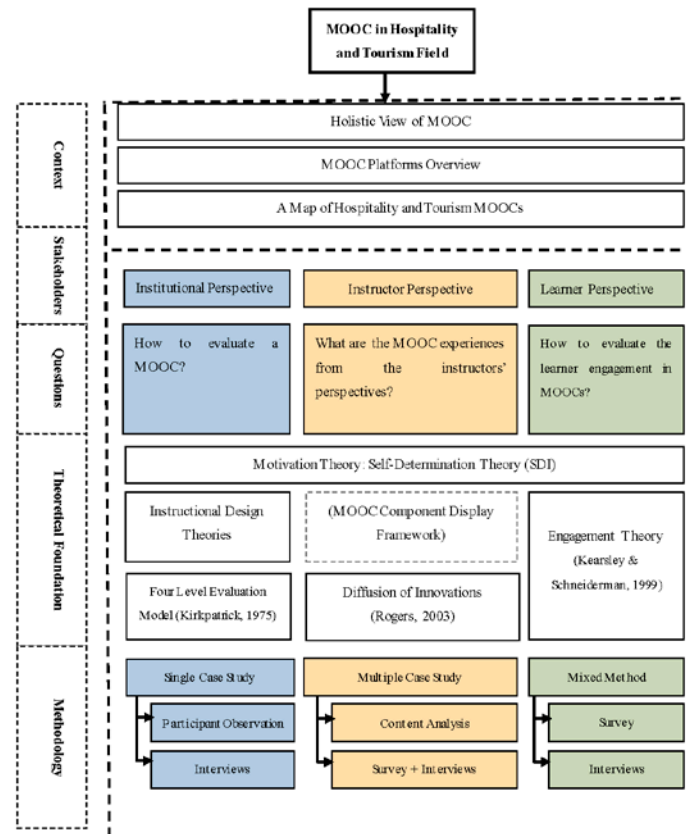 MOOC in Hospitality
and Tourism Field
Context
Holistic View of MOOC
MOOC Platforms Overview
A Map of Hospitality and Tourism MOOCs
Stakeholders
Institutional Perspective
Instructor Perspective
Learner Perspective
Questions
How to evaluate a
MOOC?
What are the MOOC experiences
from the instructors'
perspectives?
How to evaluate the
learner engagement in
MOOCs?
Theoretical Foundation
Motivation Theory: Self-Determination Theory (SDI)
Instructional Design
Theories
(MOOC Component Display
Framework)
Engagement Theory
(Kearsley &
Schneiderman, 1999)
Four Level Evaluation
Model (Kirkpatrick, 1975)
Diffusion of Innovations
(Rogers, 2003)
Methodology
Single Case Study
Participant Observation
Interviews
Multiple Case Study
Content Analysis
Survey + Interviews
Mixed Method
Survey
Interviews